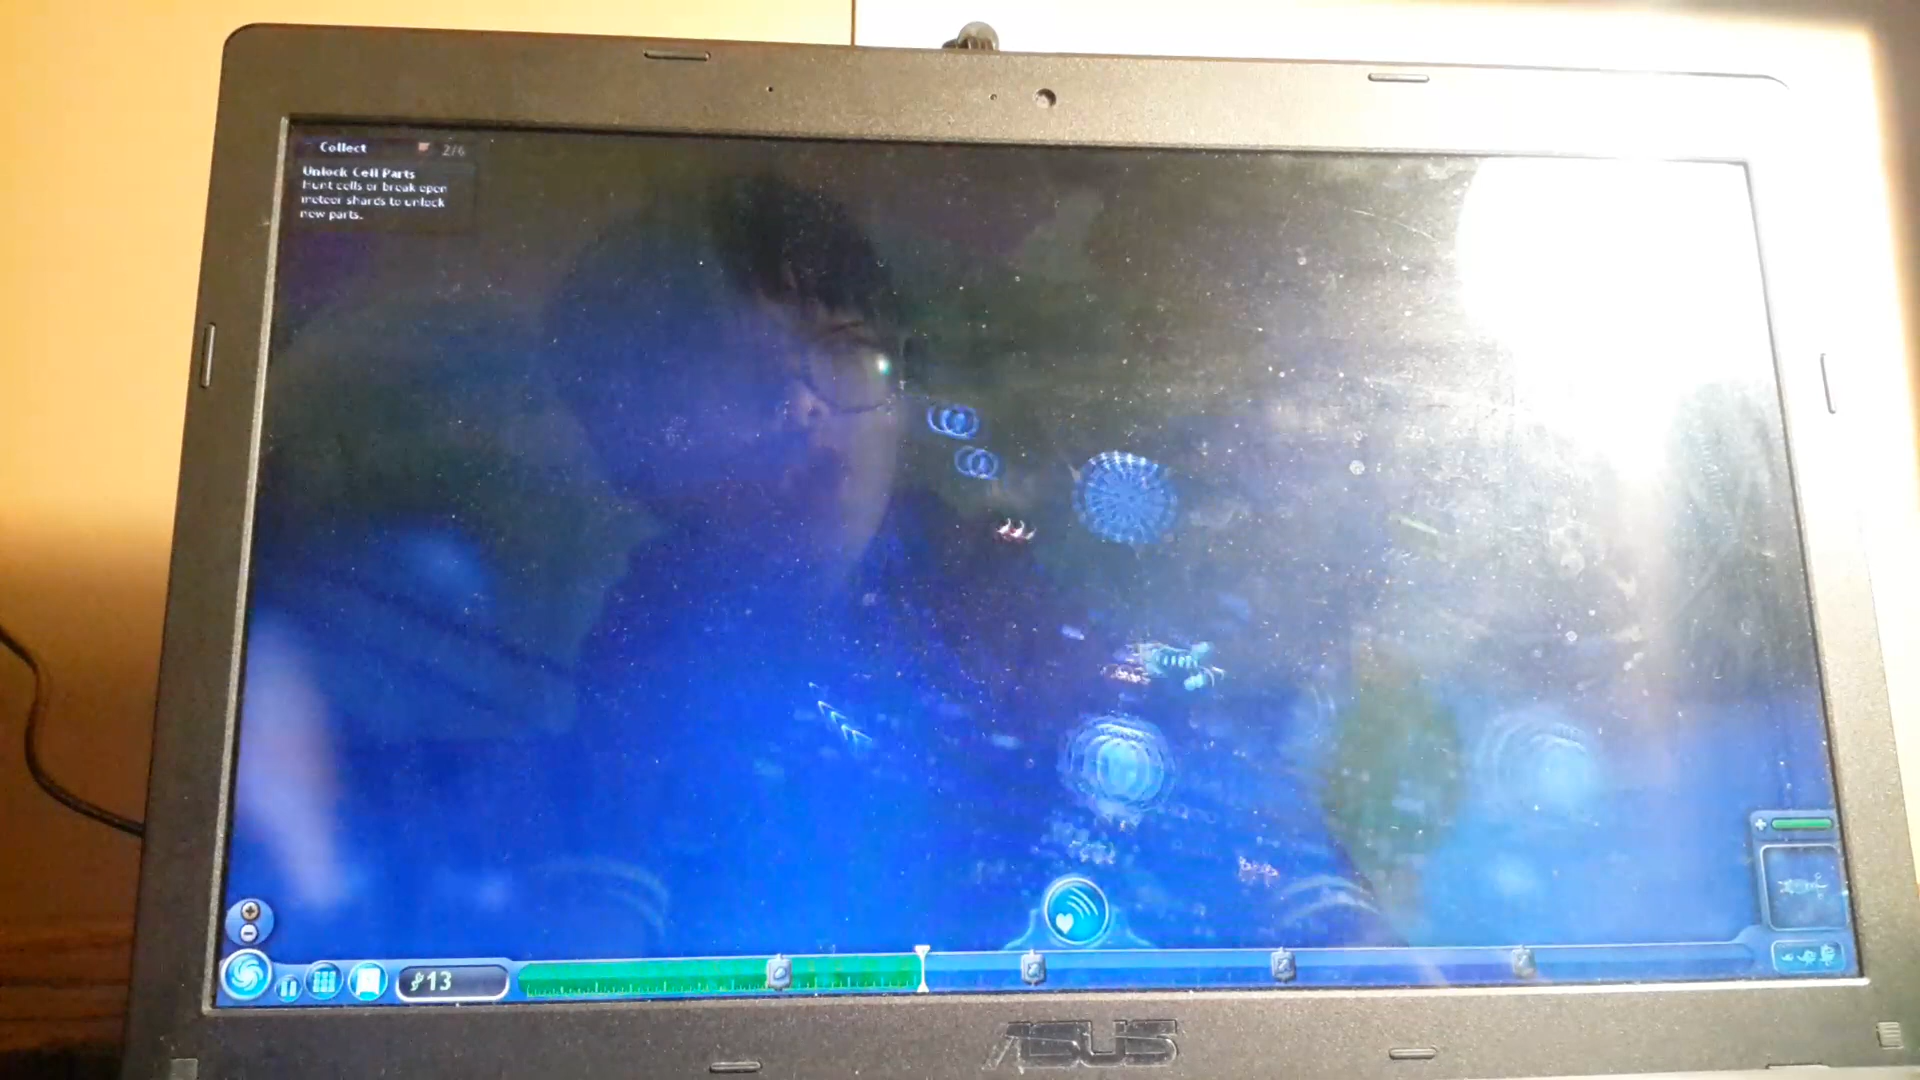 Collect 2/6
Unlock Cell Parts
Hunt cells or break open
meteor shards to unlock
new parts.
13
ASUS